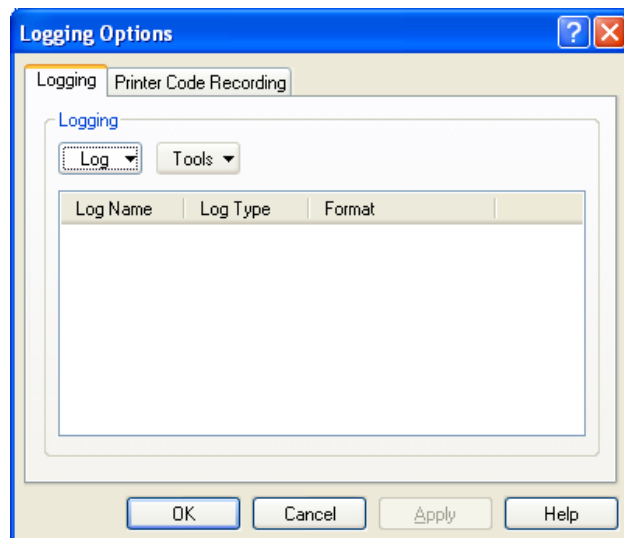 Logging Options
Logging Printer Code Recording
Logging
Log Tools
Log Name Log Type Format
OK Cancel Apply Help